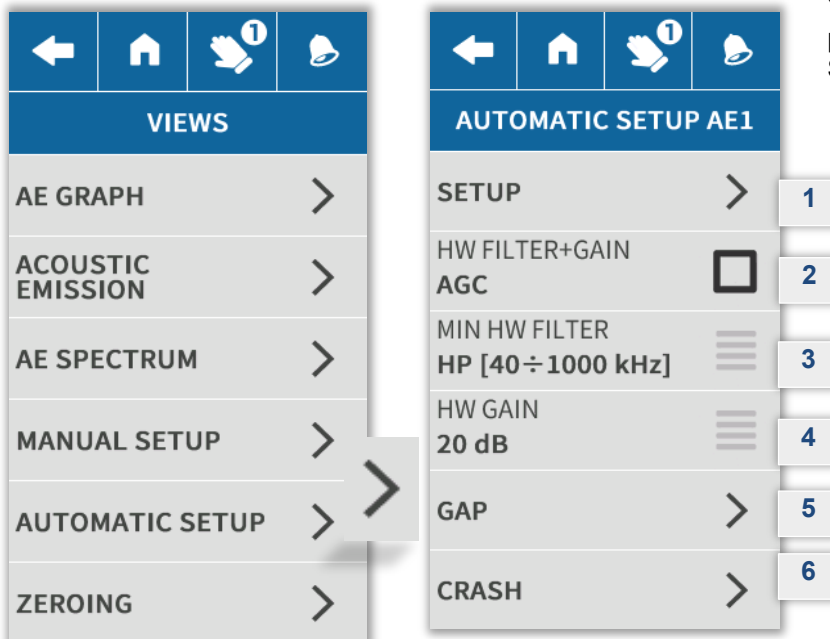 1
VIEWS
AE GRAPH
ACOUSTIC
EMISSION
AE SPECTRUM
MANUAL SETUP
AUTOMATIC SETUP
ZEROING
1
AUTOMATIC SETUP AE1
SETUP
1
HW FILTER+GAIN
AGC
2
MIN HW FILTER
HP [40÷1000 kHz]
3
HW GAIN
20 dB
4
GAP
5
CRASH
6